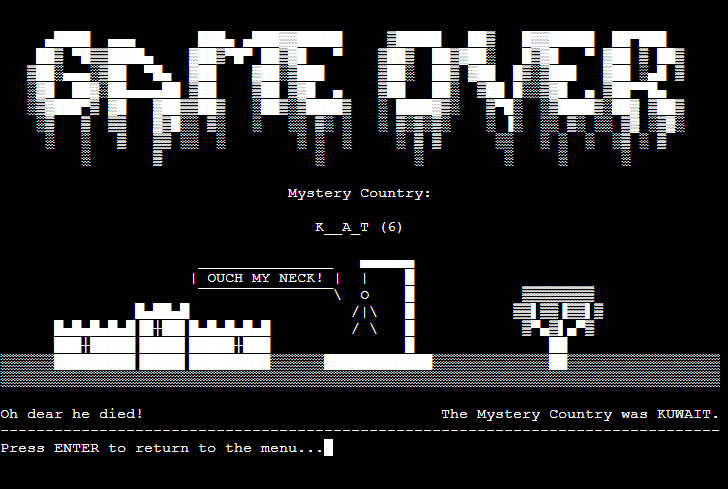 GAME OVER
Mystery Country:
K__A_T (6)
OUCH MY NECK!
Oh dear he died! The Mystery Country was KUWAIT.
Press ENTER to return to the menu...